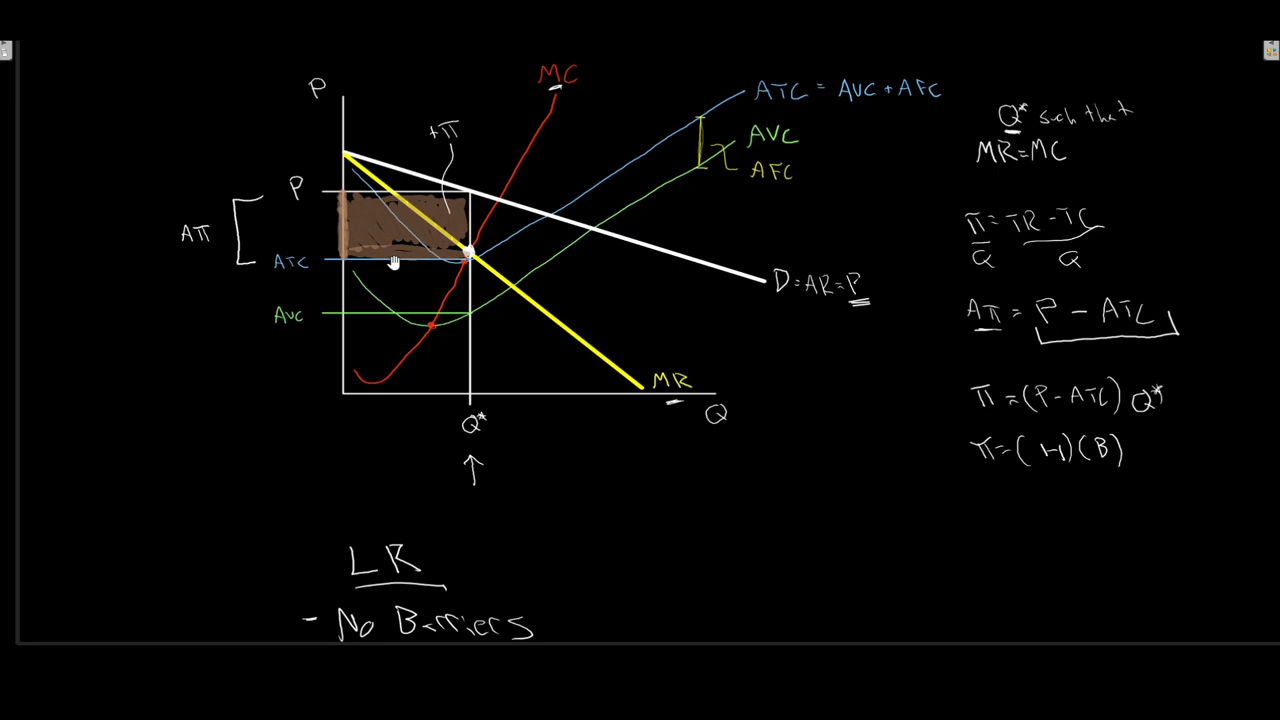 MC
P
ATC = AVC + AFC
+π
AVC
AFC
P
Aπ
ATC
AVC
D=AR=P
MR
Q*
Q
Q* such that
MR=MC
π = TR - TC
Q Q
Aπ = P - ATC
π = (P - ATC) Q*
π = (H)(B)
LR
- No Barriers